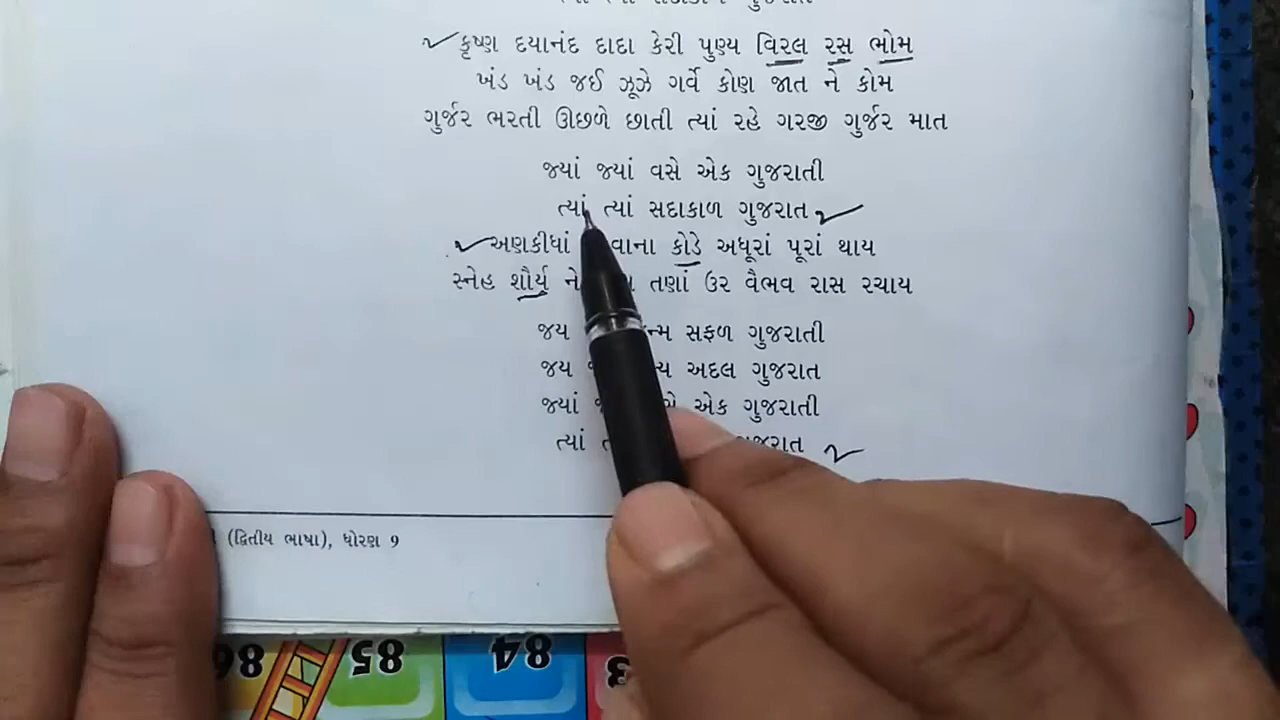 કૃષ્ણ દયાનંદ દાદા કેરી પુણ્ય વિરલ રસ ભોમ
ખંડ ખંડ જઈ ઝૂઝે ગર્વે કોણ જાત ને કોમ
ગુર્જર ભરતી ઊછળે છાતી ત્યાં રહે ગરજી ગુર્જર માત
જ્યાં જ્યાં વસે એક ગુજરાતી
ત્યાં ત્યાં સદાકાળ ગુજરાત
અણકીધાં વાના કોડે અધૂરાં પૂરાં થાય
સ્નેહ શૌર્ય ને તણાં ઉર વૈભવ રાસ રચાય
જય સફળ ગુજરાતી
જય અદલ ગુજરાત
જ્યાં એક ગુજરાતી
ત્યાં ગુજરાત
(દ્વિતીય ભાષા), ધોરણ 9
86 85 84